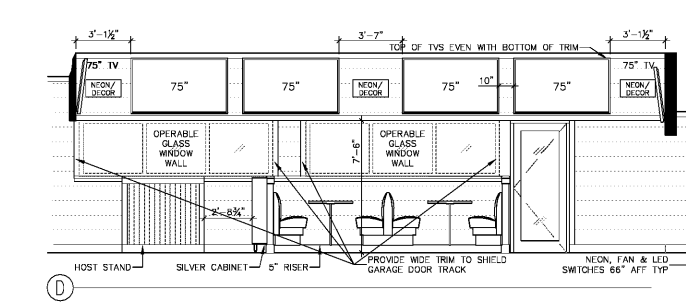 3'-1½" 3'-7" 3'-1½"
TOP OF TVS EVEN WITH BOTTOM OF TRIM
75" TV 75" TV
NEON/
DECOR
75" 75"
NEON/
DECOR
75" 10" 75"
NEON/
DECOR
OPERABLE
GLASS
WINDOW
WALL
OPERABLE
GLASS
WINDOW
WALL
7'-6"
2'-8¾"
HOST STAND
SILVER CABINET
5" RISER
PROVIDE WIDE TRIM TO SHIELD
GARAGE DOOR TRACK
NEON, FAN & LED
SWITCHES 66" AFF TYP
D